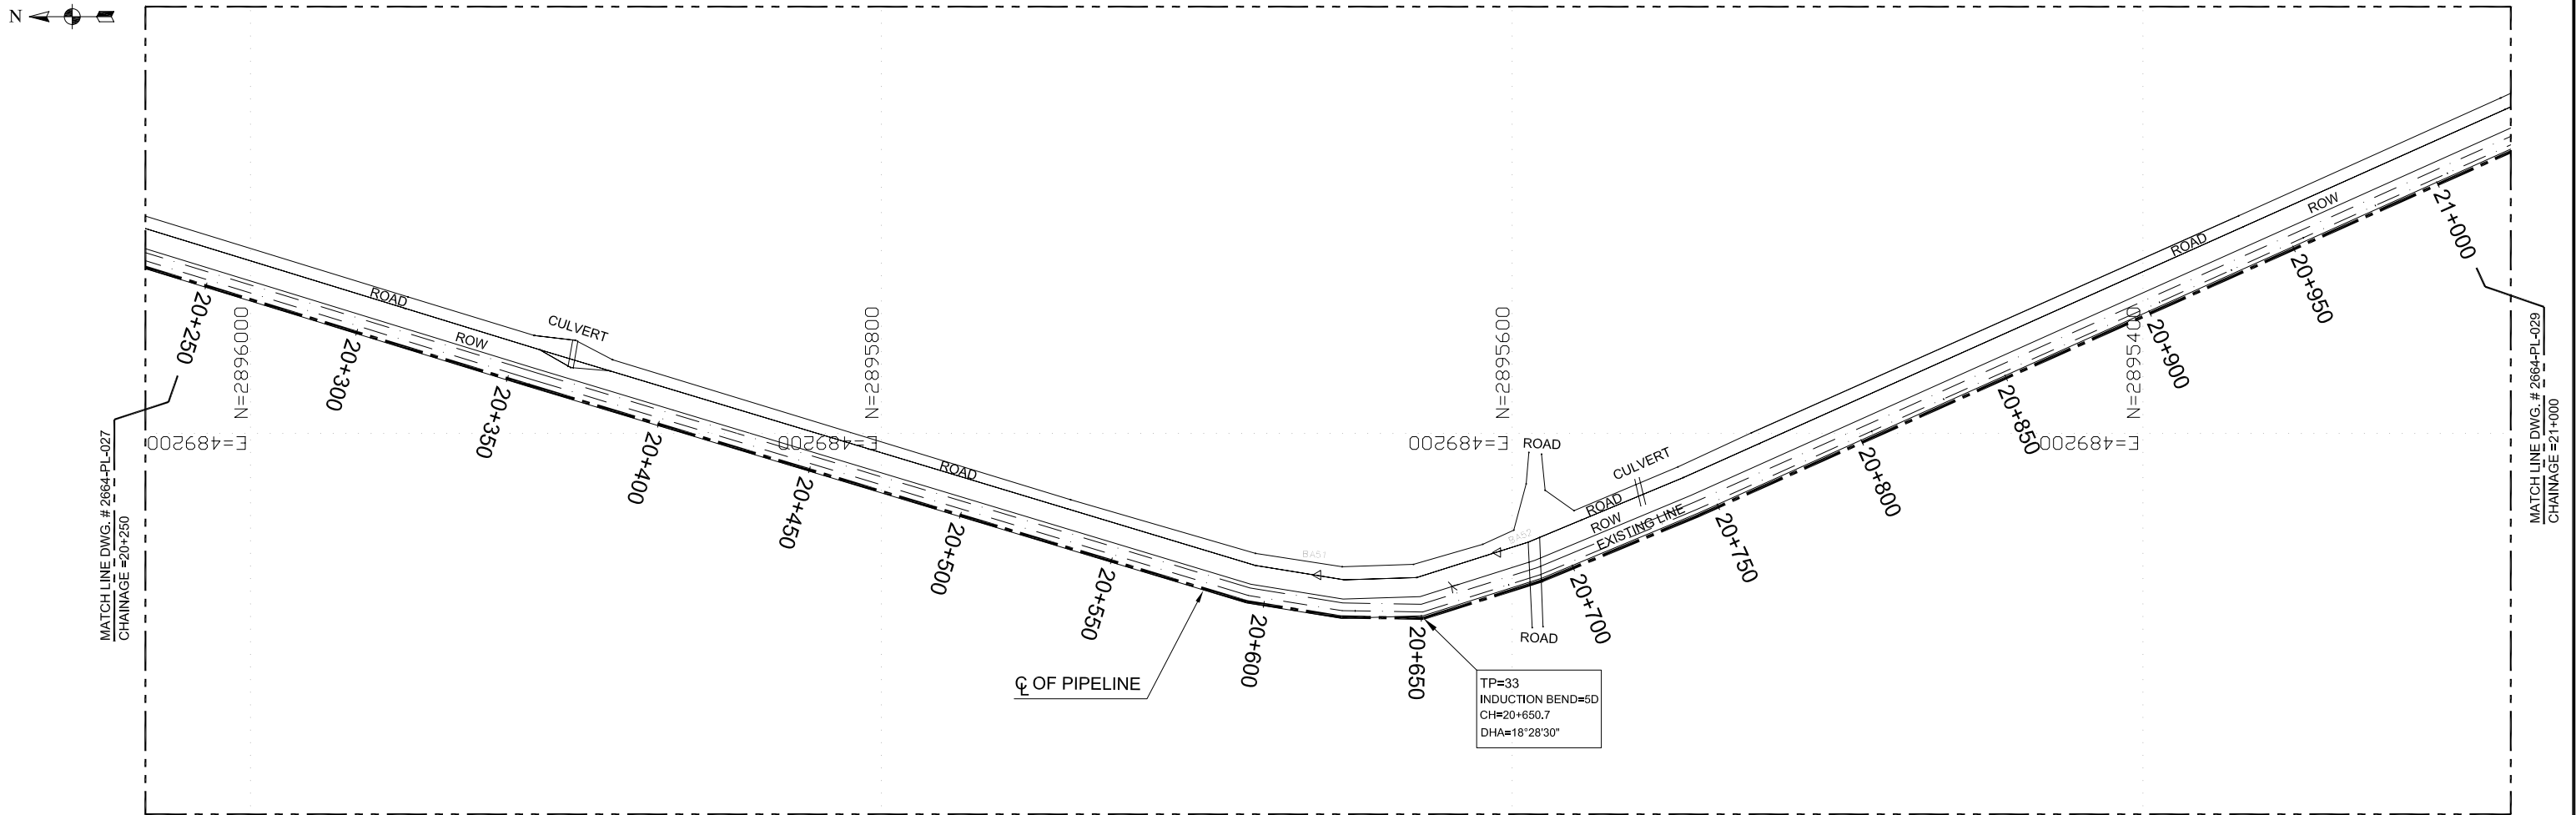 N
ROAD
CULVERT
ROW
20+250
N=2896000
20+300
20+350
20+400
N=2895800
E=489200
E=489200
MATCH LINE DWG. # 2664-PL-027
CHAINAGE =20+250
ROAD
20+450
20+500
20+550
20+600
BA51
℄ OF PIPELINE
20+650
TP=33
INDUCTION BEND=5D
CH=20+650.7
DHA=18°28'30"
N=2895600
E=489200
ROAD
BA52
ROAD
CULVERT
ROAD
ROW
EXISTING LINE
20+700
20+750
20+800
20+850
E=489200
N=2895400
20+900
20+950
21+000
ROAD
ROW
MATCH LINE DWG. # 2664-PL-029
CHAINAGE =21+000